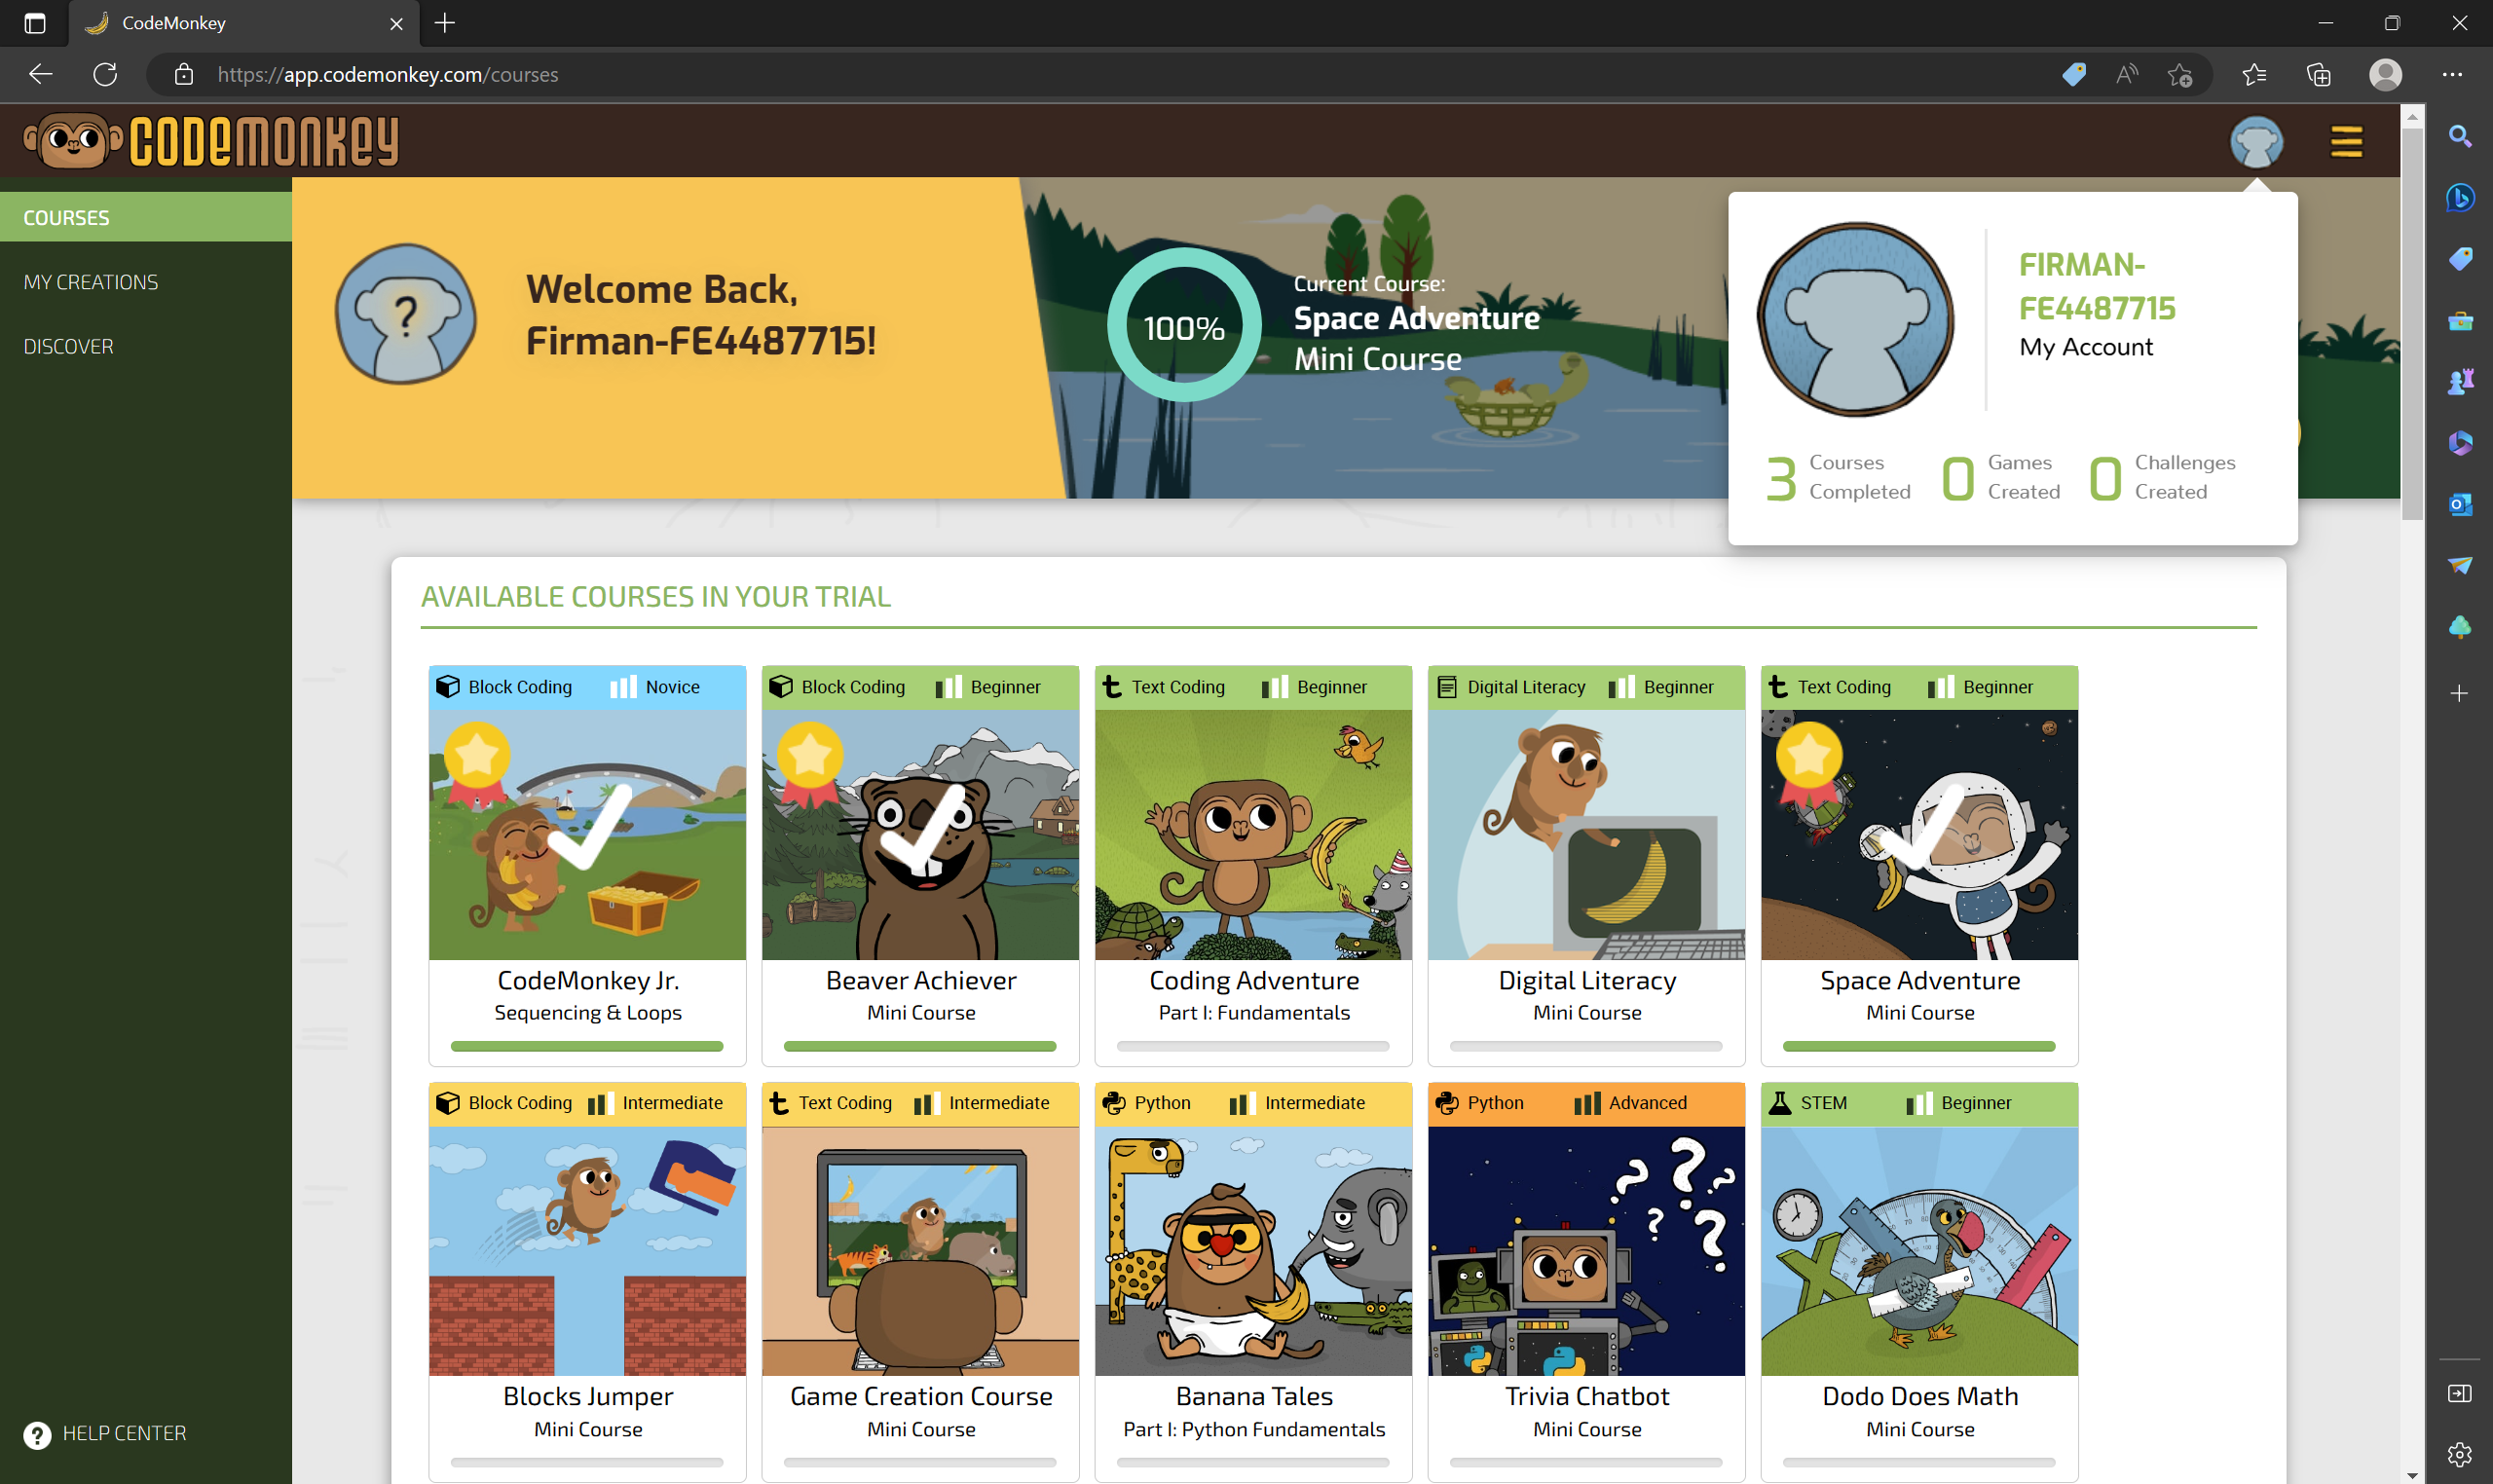 CodeMonkey
https://app.codemonkey.com/courses
CODEMONKEY
COURSES
MY CREATIONS
DISCOVER
HELP CENTER
?
Welcome Back,
Firman-FE4487715!
100%
Current Course:
Space Adventure
Mini Course
FIRMAN-
FE4487715
My Account
3 Courses Completed
0 Games Created
0 Challenges Created
AVAILABLE COURSES IN YOUR TRIAL
Block Coding Novice
CodeMonkey Jr.
Sequencing & Loops
Block Coding Beginner
Beaver Achiever
Mini Course
Text Coding Beginner
Coding Adventure
Part I: Fundamentals
Digital Literacy Beginner
Digital Literacy
Mini Course
Text Coding Beginner
Space Adventure
Mini Course
Block Coding Intermediate
Blocks Jumper
Mini Course
Text Coding Intermediate
Game Creation Course
Mini Course
Python Intermediate
Banana Tales
Part I: Python Fundamentals
Python Advanced
? ? ? ? ?
Trivia Chatbot
Mini Course
STEM Beginner
Dodo Does Math
Mini Course